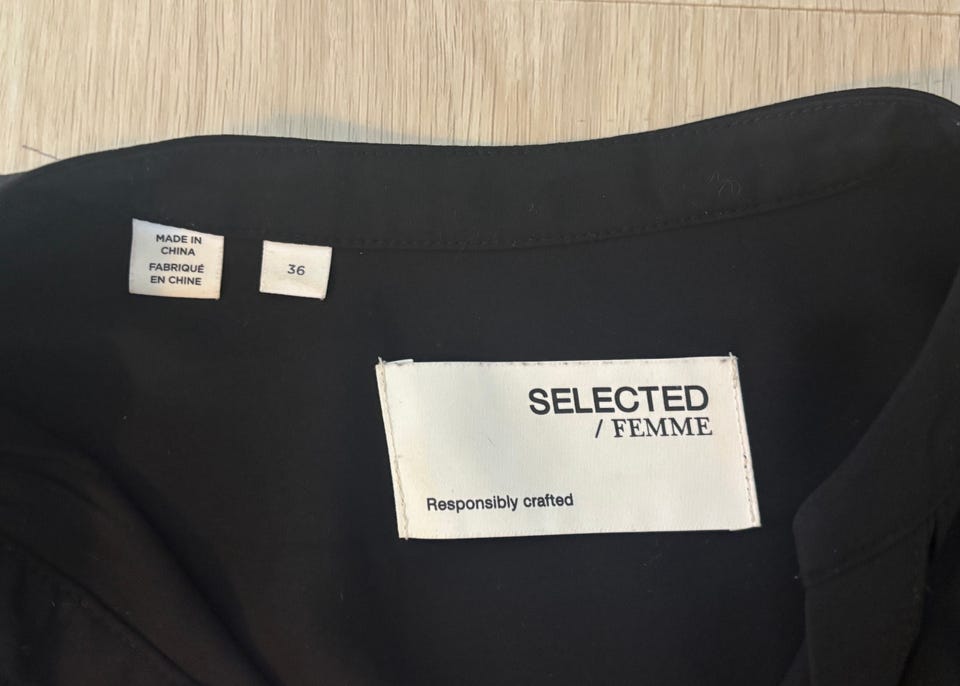 MADE IN
CHINA
FABRIQUÉ
EN CHINE
36
SELECTED
/ FEMME
Responsibly crafted